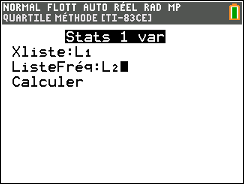 NORMAL FLOTT AUTO RÉEL RAD MP
QUARTILE MÉTHODE [TI-83CE]
Stats 1 var
Xliste:L₁
ListeFréq:L₂
Calculer